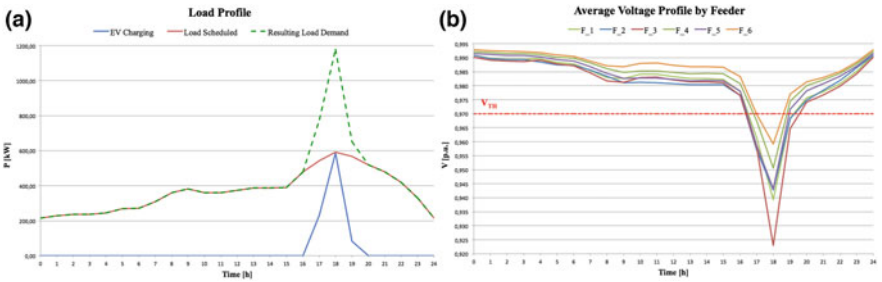 (a)
Load Profile
EV Charging Load Scheduled Resulting Load Demand
P [kW]
1200,00
1000,00
800,00
600,00
400,00
200,00
0,00
0 1 2 3 4 5 6 7 8 9 10 11 12 13 14 15 16 17 18 19 20 21 22 23 24
Time [h]
(b)
Average Voltage Profile by Feeder
F_1 F_2 F_3 F_4 F_5 F_6
V [p.u.]
0,995
0,990
0,985
0,980
0,975
0,970
0,965
0,960
0,955
0,950
0,945
0,940
0,935
0,930
0,925
0,920
V_TH
0 1 2 3 4 5 6 7 8 9 10 11 12 13 14 15 16 17 18 19 20 21 22 23 24
Time [h]